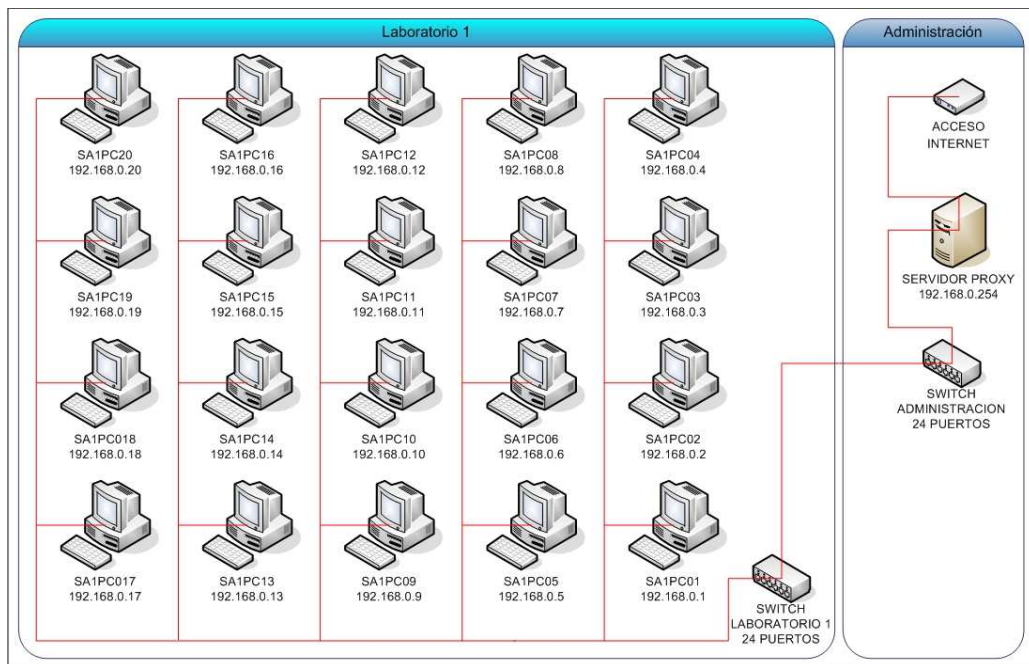 Laboratorio 1
Administración
SA1PC20
192.168.0.20
SA1PC16
192.168.0.16
SA1PC12
192.168.0.12
SA1PC08
192.168.0.8
SA1PC04
192.168.0.4
SA1PC19
192.168.0.19
SA1PC15
192.168.0.15
SA1PC11
192.168.0.11
SA1PC07
192.168.0.7
SA1PC03
192.168.0.3
SA1PC018
192.168.0.18
SA1PC14
192.168.0.14
SA1PC10
192.168.0.10
SA1PC06
192.168.0.6
SA1PC02
192.168.0.2
SA1PC017
192.168.0.17
SA1PC13
192.168.0.13
SA1PC09
192.168.0.9
SA1PC05
192.168.0.5
SA1PC01
192.168.0.1
SWITCH
LABORATORIO 1
24 PUERTOS
ACCESO
INTERNET
SERVIDOR PROXY
192.168.0.254
SWITCH
ADMINISTRACION
24 PUERTOS